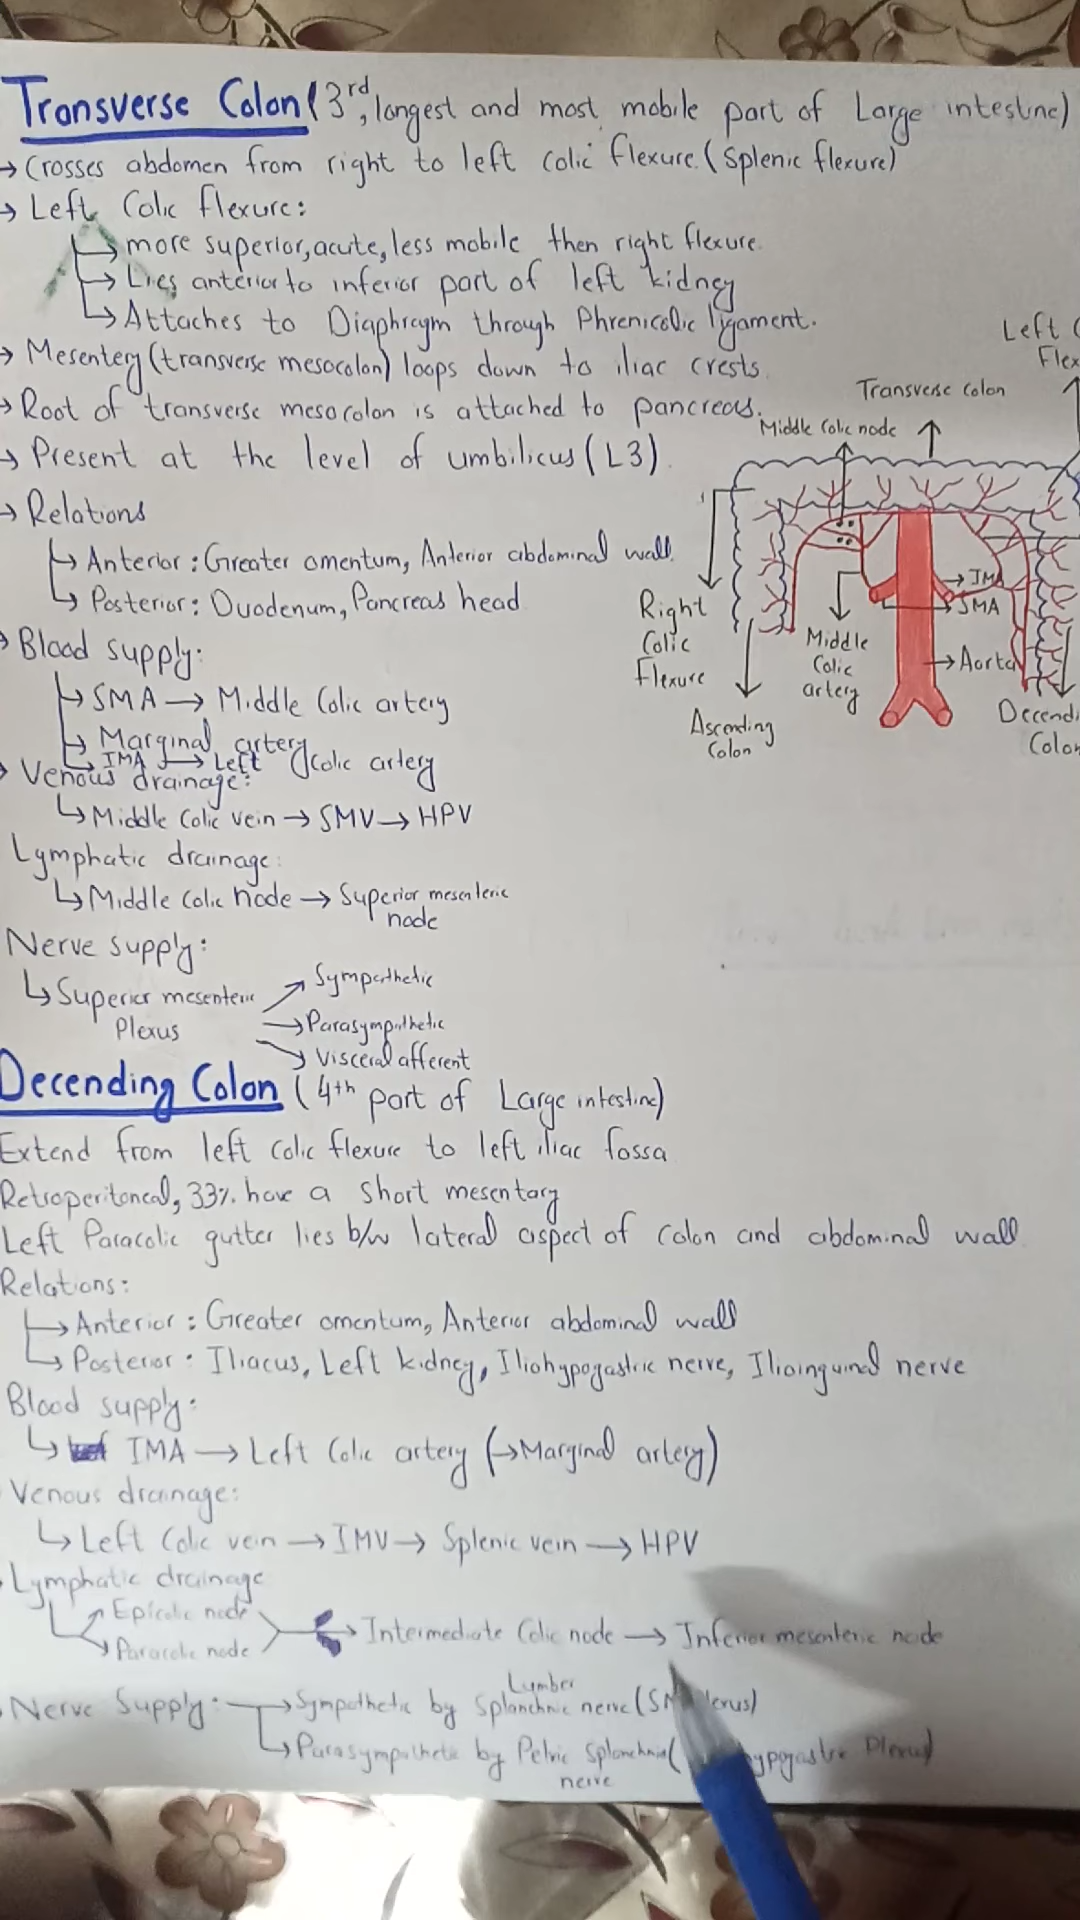 Transverse Colon (3rd, longest and most mobile part of Large intestine)
→ Crosses abdomen from right to left colic flexure. (Splenic flexure)
→ Left Colic flexure:
→ more superior, acute, less mobile then right flexure.
→ Lies anterior to inferior part of left kidney
→ Attaches to Diaphragm through Phrenicolic ligament.
→ Mesentery (transverse mesocolon) loops down to iliac crests.
→ Root of transverse mesocolon is attached to pancreas.
→ Present at the level of umbilicus (L3)
→ Relations
→ Anterior : Greater omentum, Anterior abdominal wall
→ Posterior : Duodenum, Pancreas head
→ Blood supply:
→ SMA → Middle Colic artery
→ Marginal artery
→ IMA → Left Colic artery
→ Venous drainage:
→ Middle Colic vein → SMV → HPV
Lymphatic drainage:
→ Middle Colic node → Superior mesenteric
node
Nerve supply:
→ Superior mesenteric
Plexus
→ Sympathetic
→ Parasympathetic
→ Visceral afferent
Left
Flex
Transverse Colon
Middle Colic node
Right
Colic
Flexure
Ascending
Colon
Middle
Colic
artery
→ IMA
SMA
→ Aorta
Decendi
Colon
Decending Colon (4th part of Large intestine)
Extend from left colic flexure to left iliac fossa
Retroperitoneal, 33% have a short mesentary
Left Paracolic gutter lies b/w lateral aspect of colon and abdominal wall
Relations:
→ Anterior : Greater omentum, Anterior abdominal wall
→ Posterior : Iliacus, Left kidney, Iliohypogastric nerve, Ilioinguinal nerve
Blood supply:
→ IMA → Left Colic artery (→ Marginal artery)
Venous drainage:
→ Left Colic vein → IMV → Splenic vein → HPV
Lymphatic drainage
→ Epicolic node
→ Paracolic node
→ Intermediate Colic node → Inferior mesenteric node
Nerve Supply: → Sympathetic by Lumber Splanchnic nerve
→ Parasympathetic by Pelvic Splanchnic
nerve